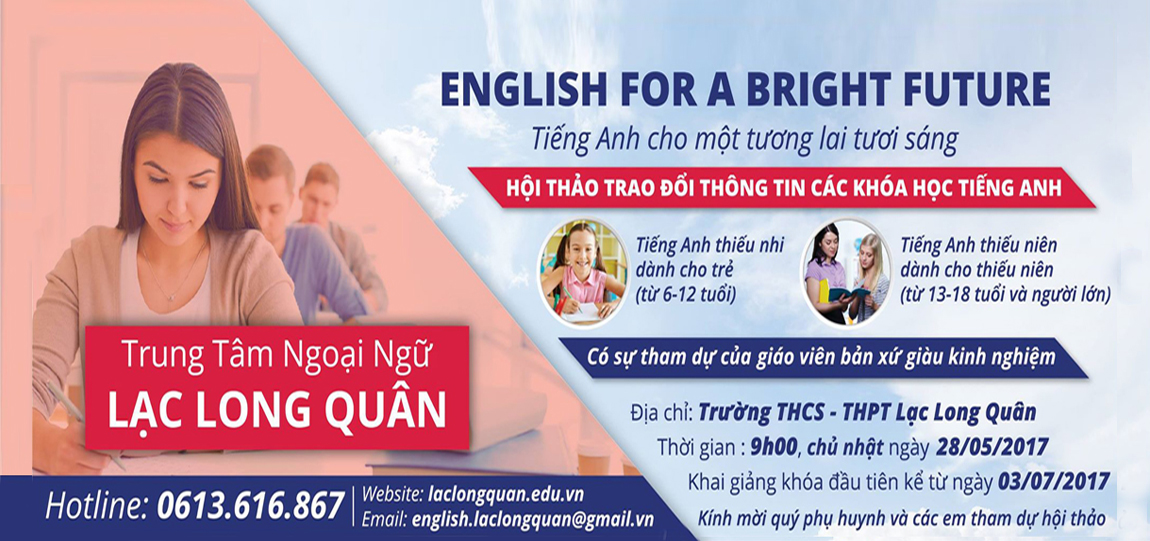 ENGLISH FOR A BRIGHT FUTURE
Tiếng Anh cho một tương lai tươi sáng
HỘI THẢO TRAO ĐỔI THÔNG TIN CÁC KHÓA HỌC TIẾNG ANH
Tiếng Anh thiếu nhi
dành cho trẻ
(từ 6-12 tuổi)
Tiếng Anh thiếu niên
dành cho thiếu niên
(từ 13-18 tuổi và người lớn)
Có sự tham dự của giáo viên bản xứ giàu kinh nghiệm
Trung Tâm Ngoại Ngữ
LẠC LONG QUÂN
Địa chỉ: Trường THCS - THPT Lạc Long Quân
Thời gian : 9h00, chủ nhật ngày 28/05/2017
Khai giảng khóa đầu tiên kể từ ngày 03/07/2017
Kính mời quý phụ huynh và các em tham dự hội thảo
Hotline: 0613.616.867
Website: laclongquan.edu.vn
Email: english.laclongquan@gmail.vn